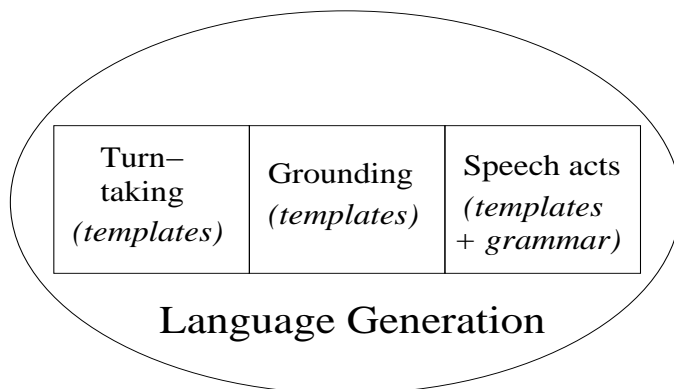 Turn–
taking
(templates)
Grounding
(templates)
Speech acts
(templates
+ grammar)
Language Generation